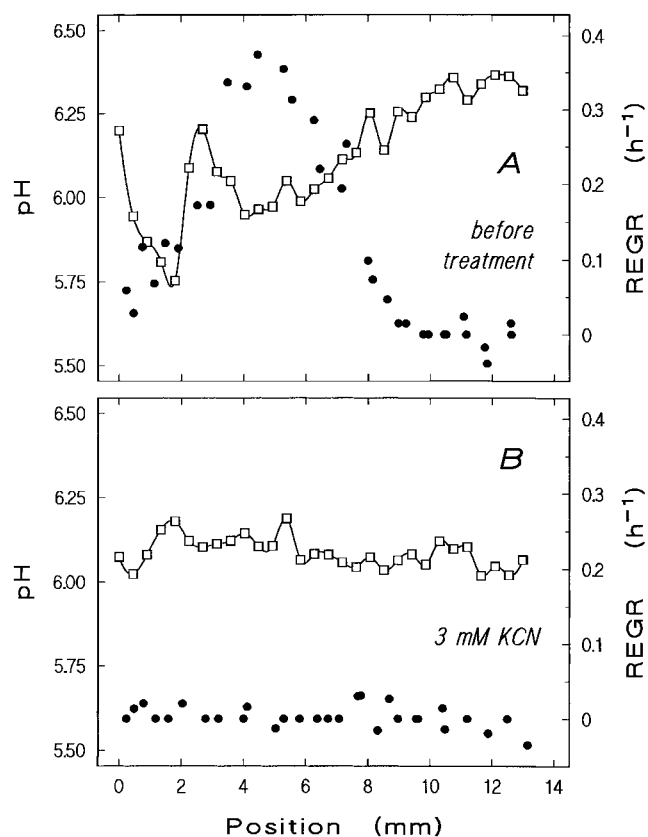 6.50
6.25
6.00
5.75
5.50
pH
0.4
0.3
0.2
0.1
0
REGR (h⁻¹)
A
before
treatment
6.50
6.25
6.00
5.75
5.50
pH
0.4
0.3
0.2
0.1
0
REGR (h⁻¹)
B
3 mM KCN
0 2 4 6 8 10 12 14
Position (mm)